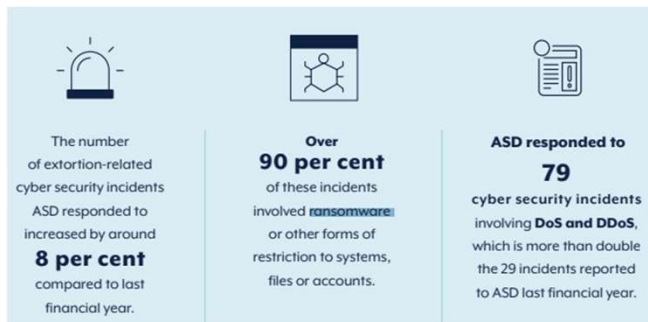 The number
of extortion-related
cyber security incidents
ASD responded to
increased by around
8 per cent
compared to last
financial year.
Over
90 per cent
of these incidents
involved ransomware
or other forms of
restriction to systems,
files or accounts.
ASD responded to
79
cyber security incidents
involving DoS and DDoS,
which is more than double
the 29 incidents reported
to ASD last financial year.